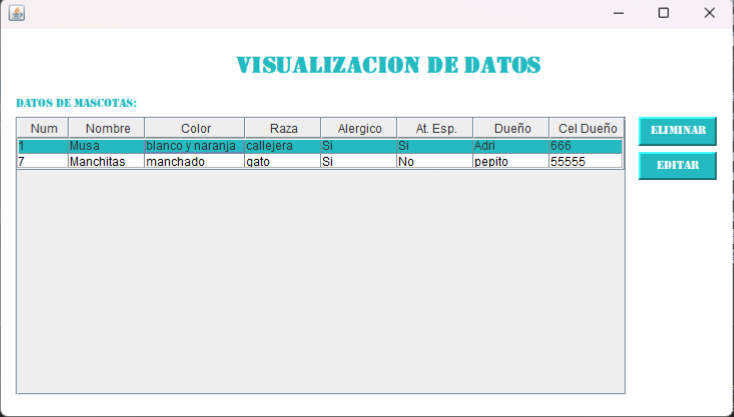 VISUALIZACION DE DATOS
DATOS DE MASCOTAS:
Num Nombre Color Raza Alergico At. Esp. Dueño Cel Dueño
1 Musa blanco y naranja callejera Si Si Adri 666
7 Manchitas manchado gato Si No pepito 55555
ELIMINAR
EDITAR